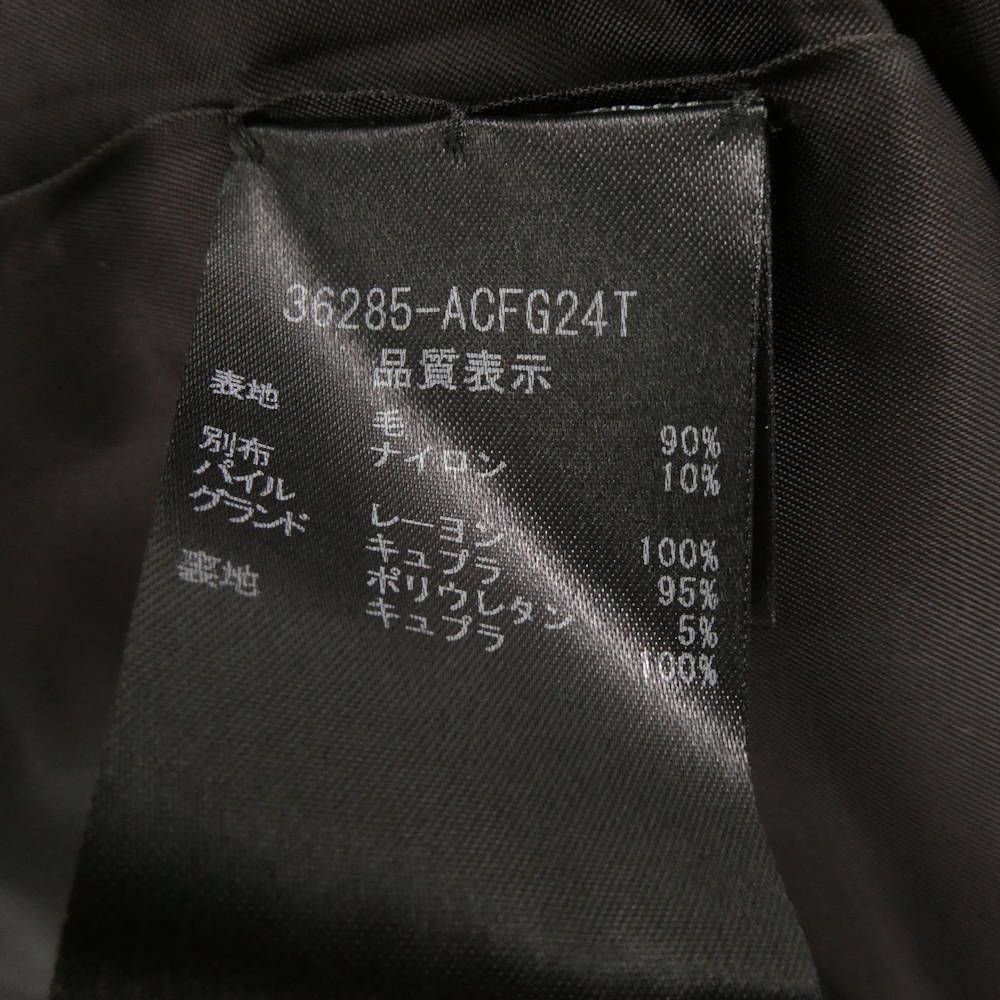 36285-ACFG24T
品質表示
表地 毛 90%
ナイロン 10%
別布
パイル レーヨン 100%
グランド キュプラ 95%
ポリウレタン 5%
裏地 キュプラ 100%